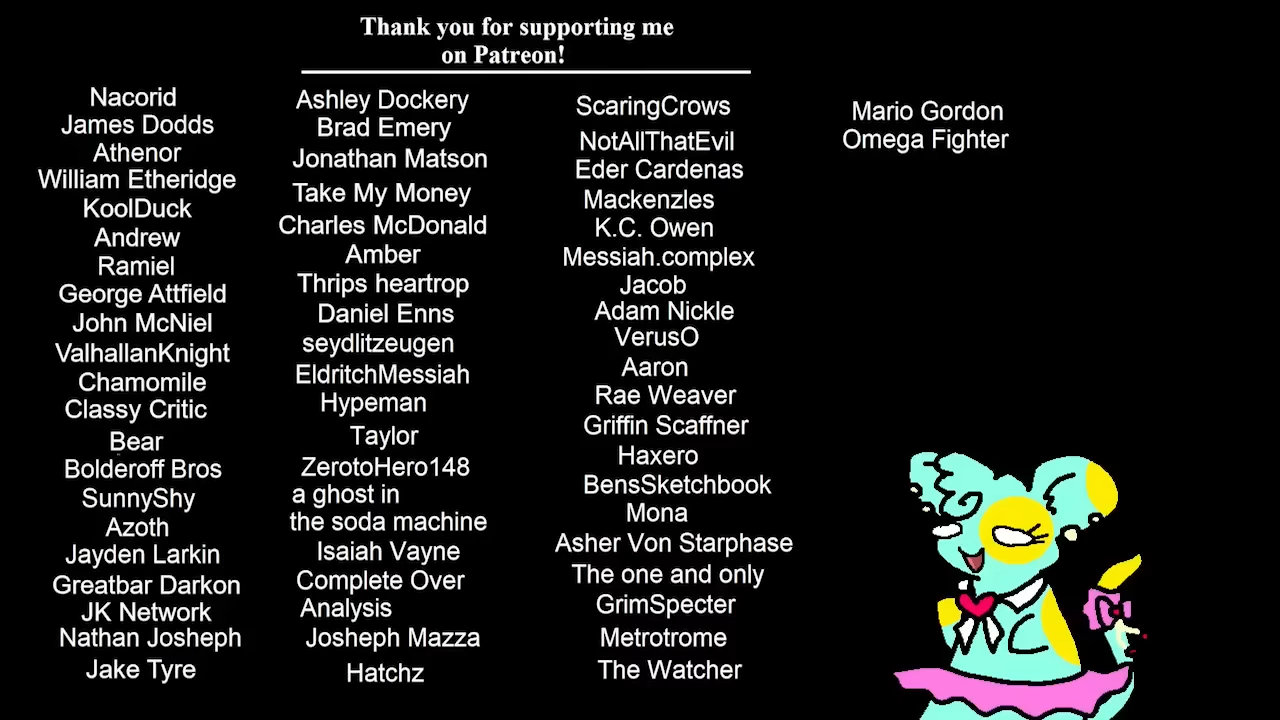 Thank you for supporting me
on Patreon!
Nacorid
James Dodds
Athenor
William Etheridge
KoolDuck
Andrew
Ramiel
George Attfield
John McNiel
ValhallanKnight
Chamomile
Classy Critic
Bear
Bolderoff Bros
SunnyShy
Azoth
Jayden Larkin
Greatbar Darkon
JK Network
Nathan Josheph
Jake Tyre
Ashley Dockery
Brad Emery
Jonathan Matson
Take My Money
Charles McDonald
Amber
Thrips heartrop
Daniel Enns
seydlitzeugen
EldritchMessiah
Hypeman
Taylor
ZerotoHero148
a ghost in
the soda machine
Isaiah Vayne
Complete Over
Analysis
Josheph Mazza
Hatchz
ScaringCrows
NotAllThatEvil
Eder Cardenas
Mackenzles
K.C. Owen
Messiah.complex
Jacob
Adam Nickle
VerusO
Aaron
Rae Weaver
Griffin Scaffner
Haxero
BensSketchbook
Mona
Asher Von Starphase
The one and only
GrimSpecter
Metrotrome
The Watcher
Mario Gordon
Omega Fighter